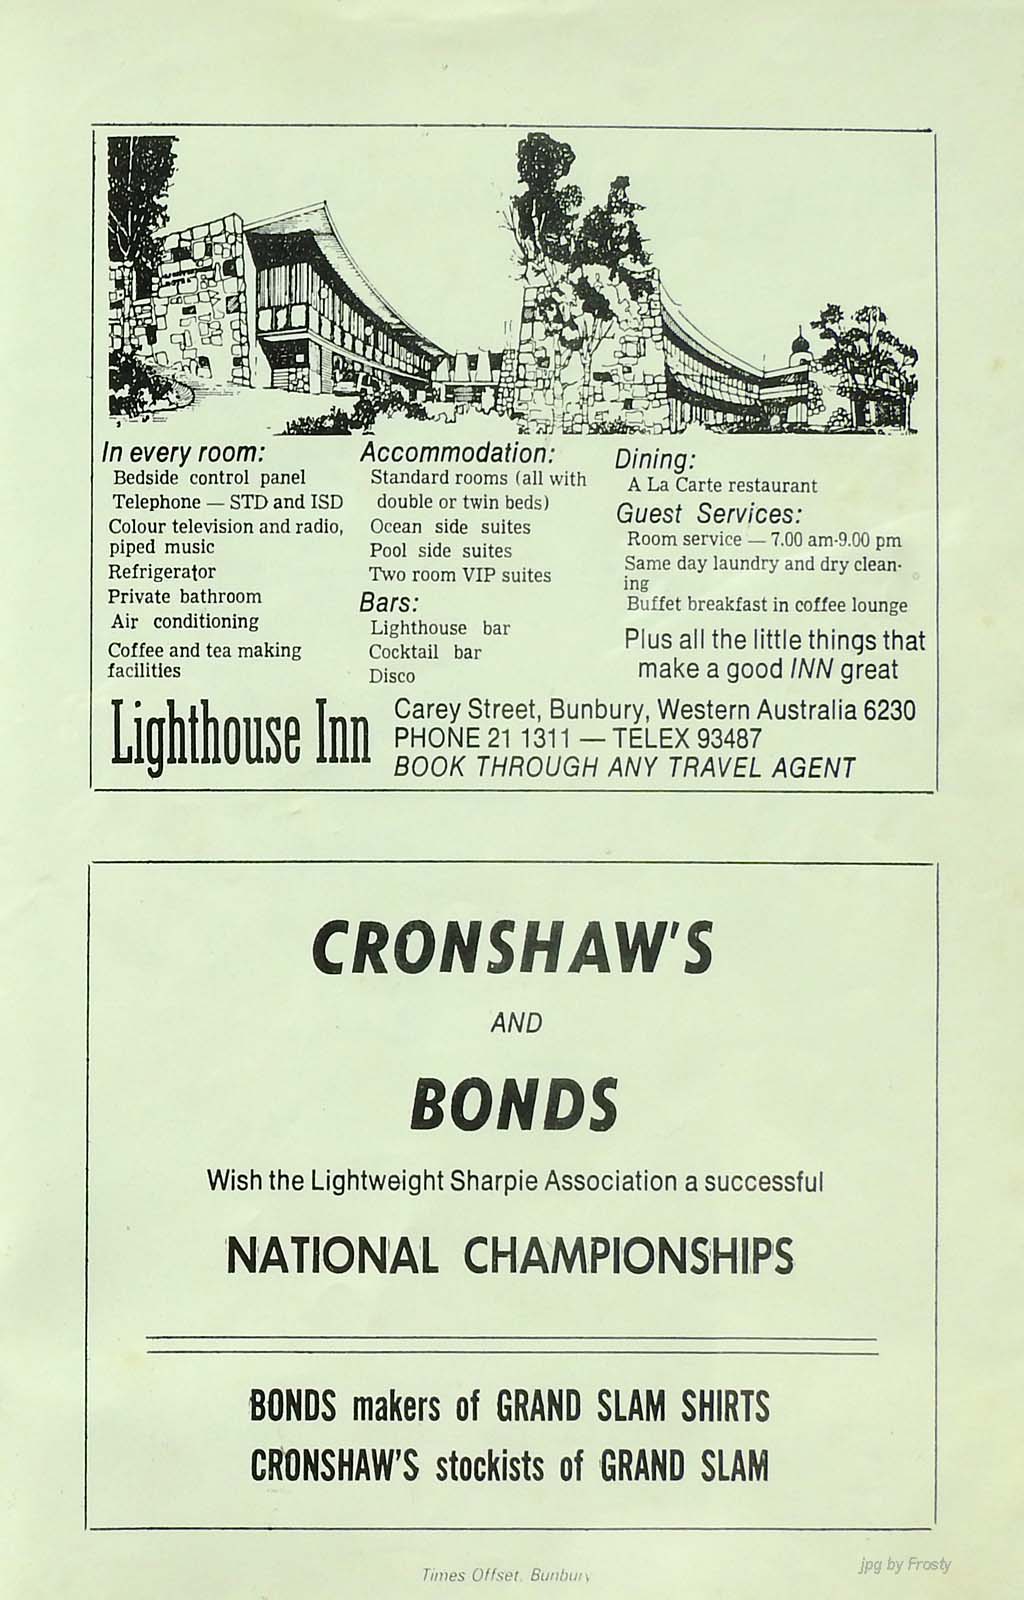 In every room:
Bedside control panel
Telephone — STD and ISD
Colour television and radio,
piped music
Refrigerator
Private bathroom
Air conditioning
Coffee and tea making
facilities
Accommodation:
Standard rooms (all with
double or twin beds)
Ocean side suites
Pool side suites
Two room VIP suites
Bars:
Lighthouse bar
Cocktail bar
Disco
Dining:
A La Carte restaurant
Guest Services:
Room service — 7.00 am-9.00 pm
Same day laundry and dry clean-
ing
Buffet breakfast in coffee lounge
Plus all the little things that
make a good INN great
Lighthouse Inn
Carey Street, Bunbury, Western Australia 6230
PHONE 21 1311 — TELEX 93487
BOOK THROUGH ANY TRAVEL AGENT
CRONSHAW'S
AND
BONDS
Wish the Lightweight Sharpie Association a successful
NATIONAL CHAMPIONSHIPS
BONDS makers of GRAND SLAM SHIRTS
CRONSHAW'S stockists of GRAND SLAM
Times Offset, Bunbury
jpg by Frosty